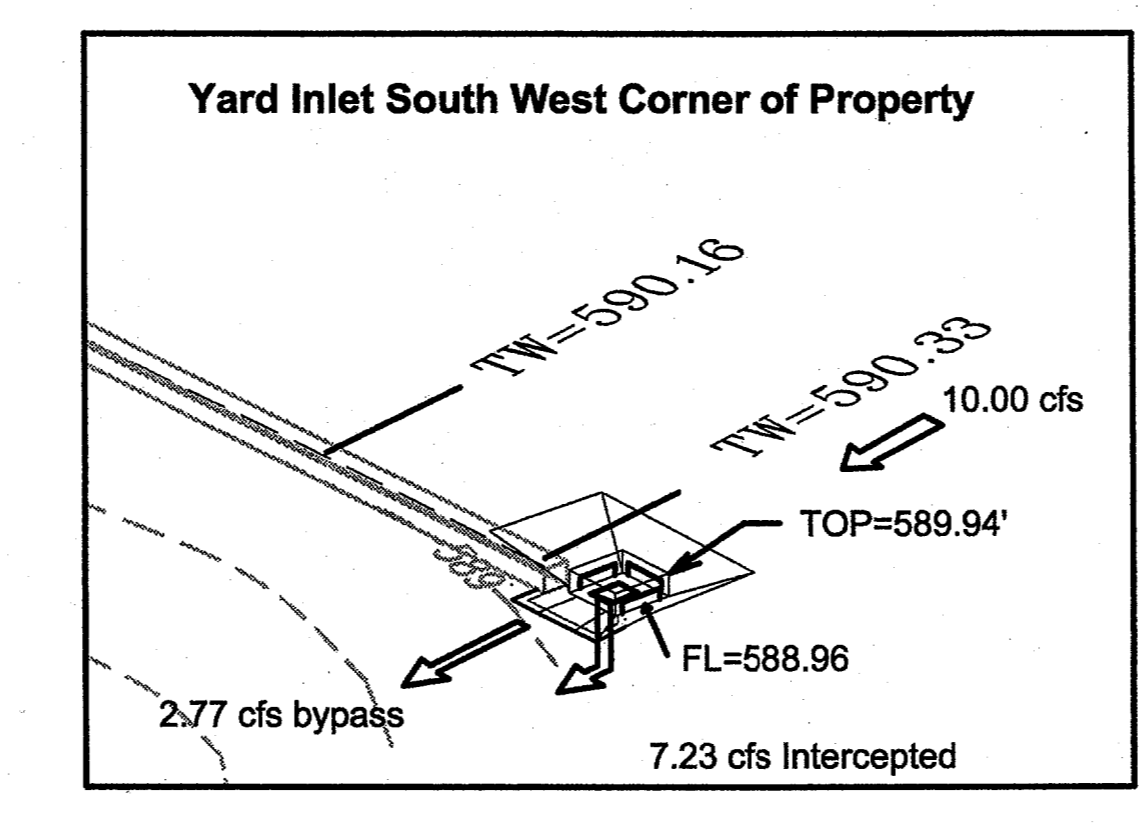 Yard Inlet South West Corner of Property
TW=590.16
TW=590.33
10.00 cfs
TOP=589.94'
589
FL=588.96
2.77 cfs bypass
7.23 cfs Intercepted